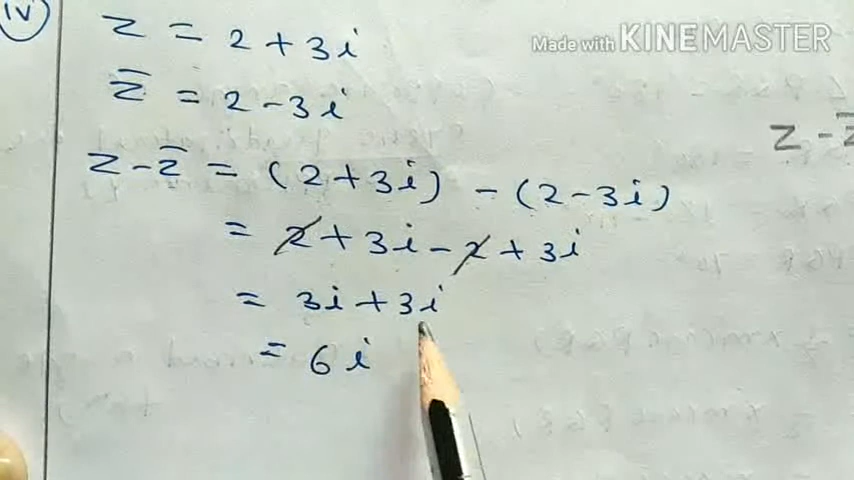 iv
Made with KINEMASTER
z = 2 + 3i
z̅ = 2 - 3i
z - z̅
z - z̅ = (2 + 3i) - (2 - 3i)
= 2 + 3i - 2 + 3i
= 3i + 3i
= 6i